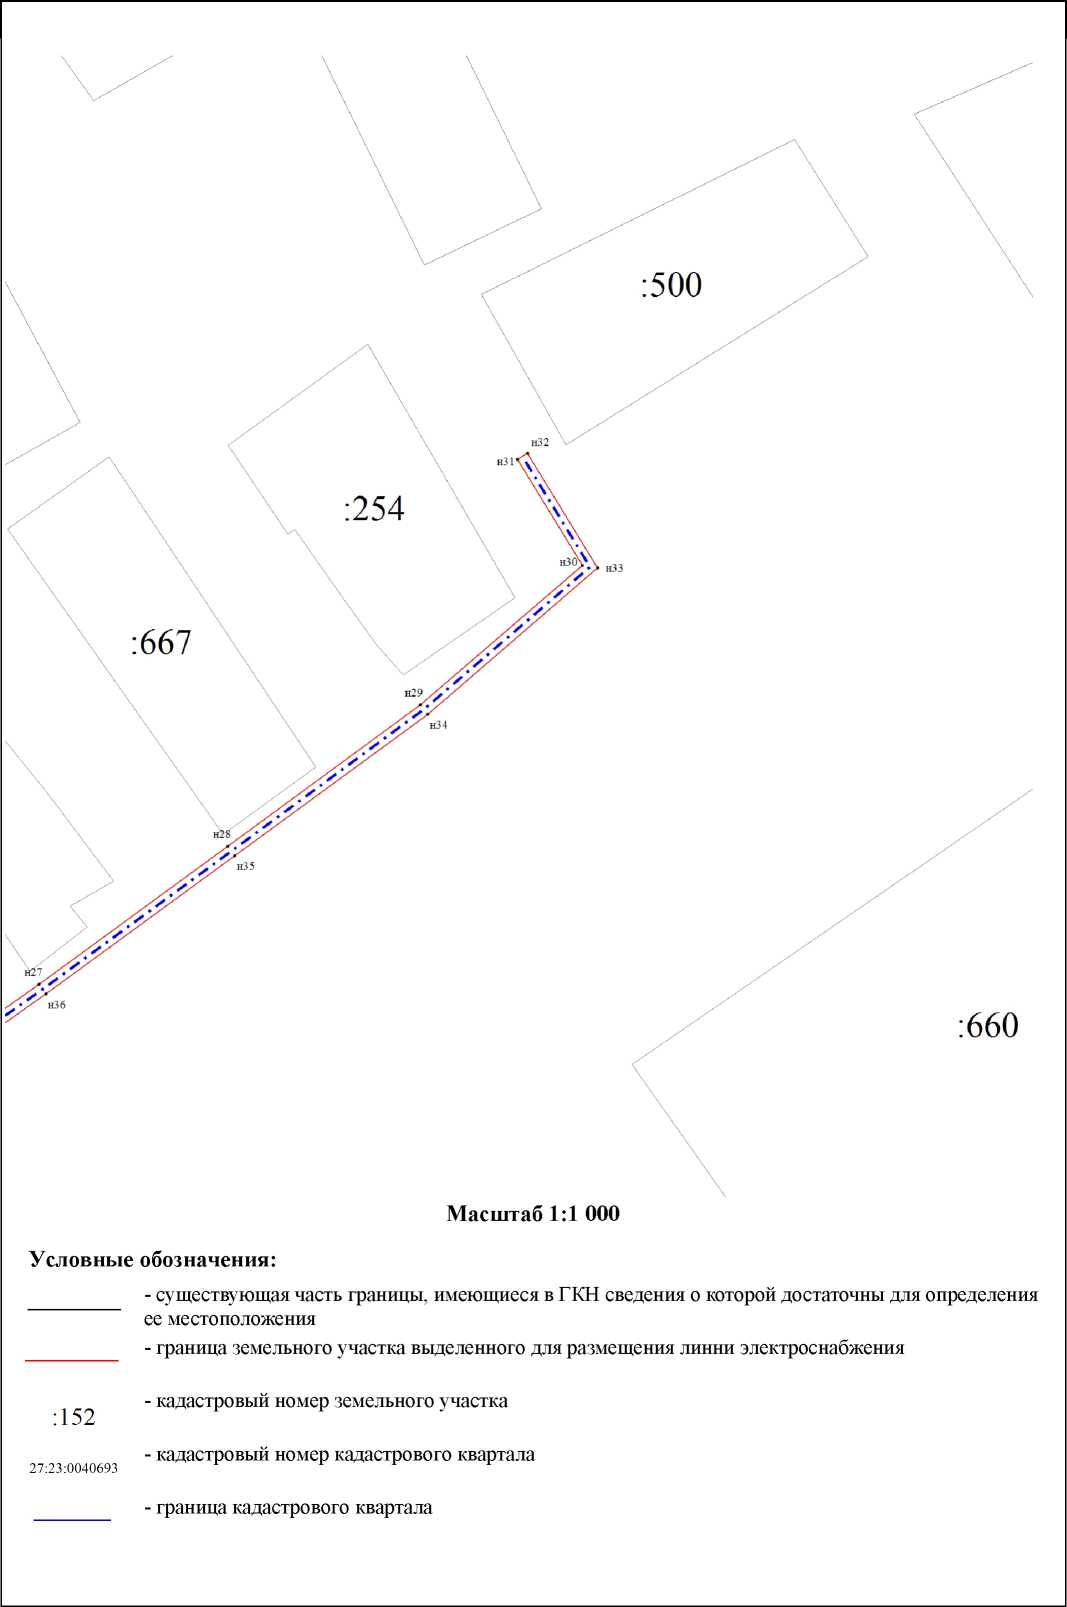 :500
н32
н31
:254
н30
н33
:667
н29
н34
н28
н35
н27
н36
:660
Масштаб 1:1 000
Условные обозначения:
- существующая часть границы, имеющиеся в ГКН сведения о которой достаточны для определения
ее местоположения
- граница земельного участка выделенного для размещения линни электроснабжения
- кадастровый номер земельного участка
:152
- кадастровый номер кадастрового квартала
27:23:0040693
- граница кадастрового квартала